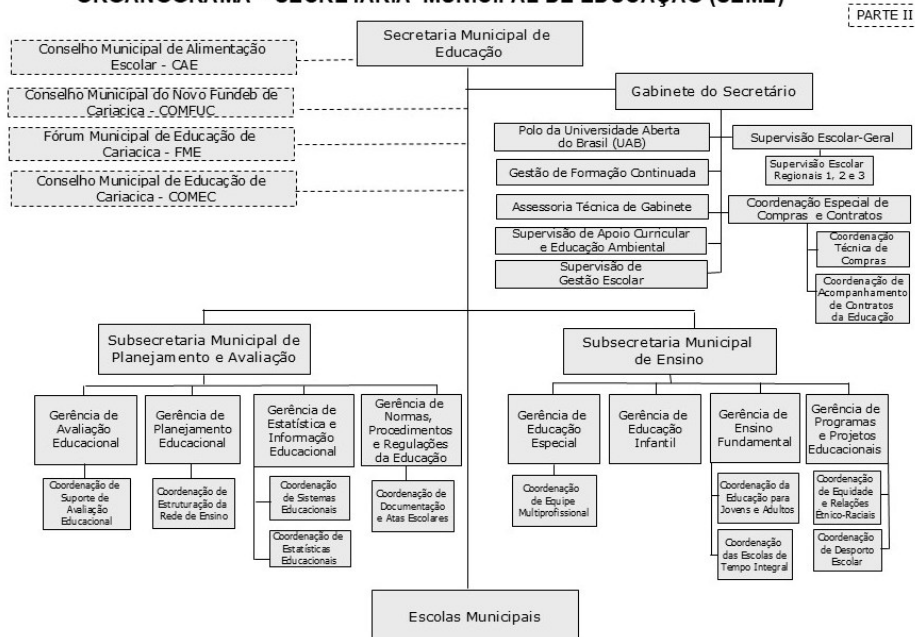 ORGANOGRAMA – SECRETARIA MUNICIPAL DE EDUCAÇÃO (SEME)
PARTE II
Secretaria Municipal de
Educação
Conselho Municipal de Alimentação
Escolar - CAE
Conselho Municipal do Novo Fundeb de
Cariacica - COMFUC
Fórum Municipal de Educação de
Cariacica - FME
Conselho Municipal de Educação de
Cariacica - COMEC
Gabinete do Secretário
Polo da Universidade Aberta
do Brasil (UAB)
Gestão de Formação Continuada
Assessoria Técnica de Gabinete
Supervisão de Apoio Curricular
e Educação Ambiental
Supervisão de
Gestão Escolar
Supervisão Escolar-Geral
Supervisão Escolar
Regionais 1, 2 e 3
Coordenação Especial de
Compras e Contratos
Coordenação
Técnica de
Compras
Coordenação de
Acompanhamento
de Contratos
da Educação
Subsecretaria Municipal de
Planejamento e Avaliação
Gerência de
Avaliação
Educacional
Coordenação de
Suporte de
Avaliação
Educacional
Gerência de
Planejamento
Educacional
Coordenação de
Estruturação da
Rede de Ensino
Gerência de
Estatística e
Informação
Educacional
Coordenação
de Sistemas
Educacionais
Coordenação de
Estatísticas
Educacionais
Gerência de
Normas,
Procedimentos
e Regulações
da Educação
Coordenação de
Documentação
e Atas Escolares
Subsecretaria Municipal
de Ensino
Gerência de
Educação
Especial
Coordenação
de Equipe
Multiprofissional
Gerência de
Educação
Infantil
Gerência de
Ensino
Fundamental
Coordenação da
Educação para
Jovens e Adultos
Coordenação
das Escolas de
Tempo Integral
Gerência de
Programas
e Projetos
Educacionais
Coordenação
de Equidade
e Relações
Étnico-Raciais
Coordenação
de Desporto
Escolar
Escolas Municipais